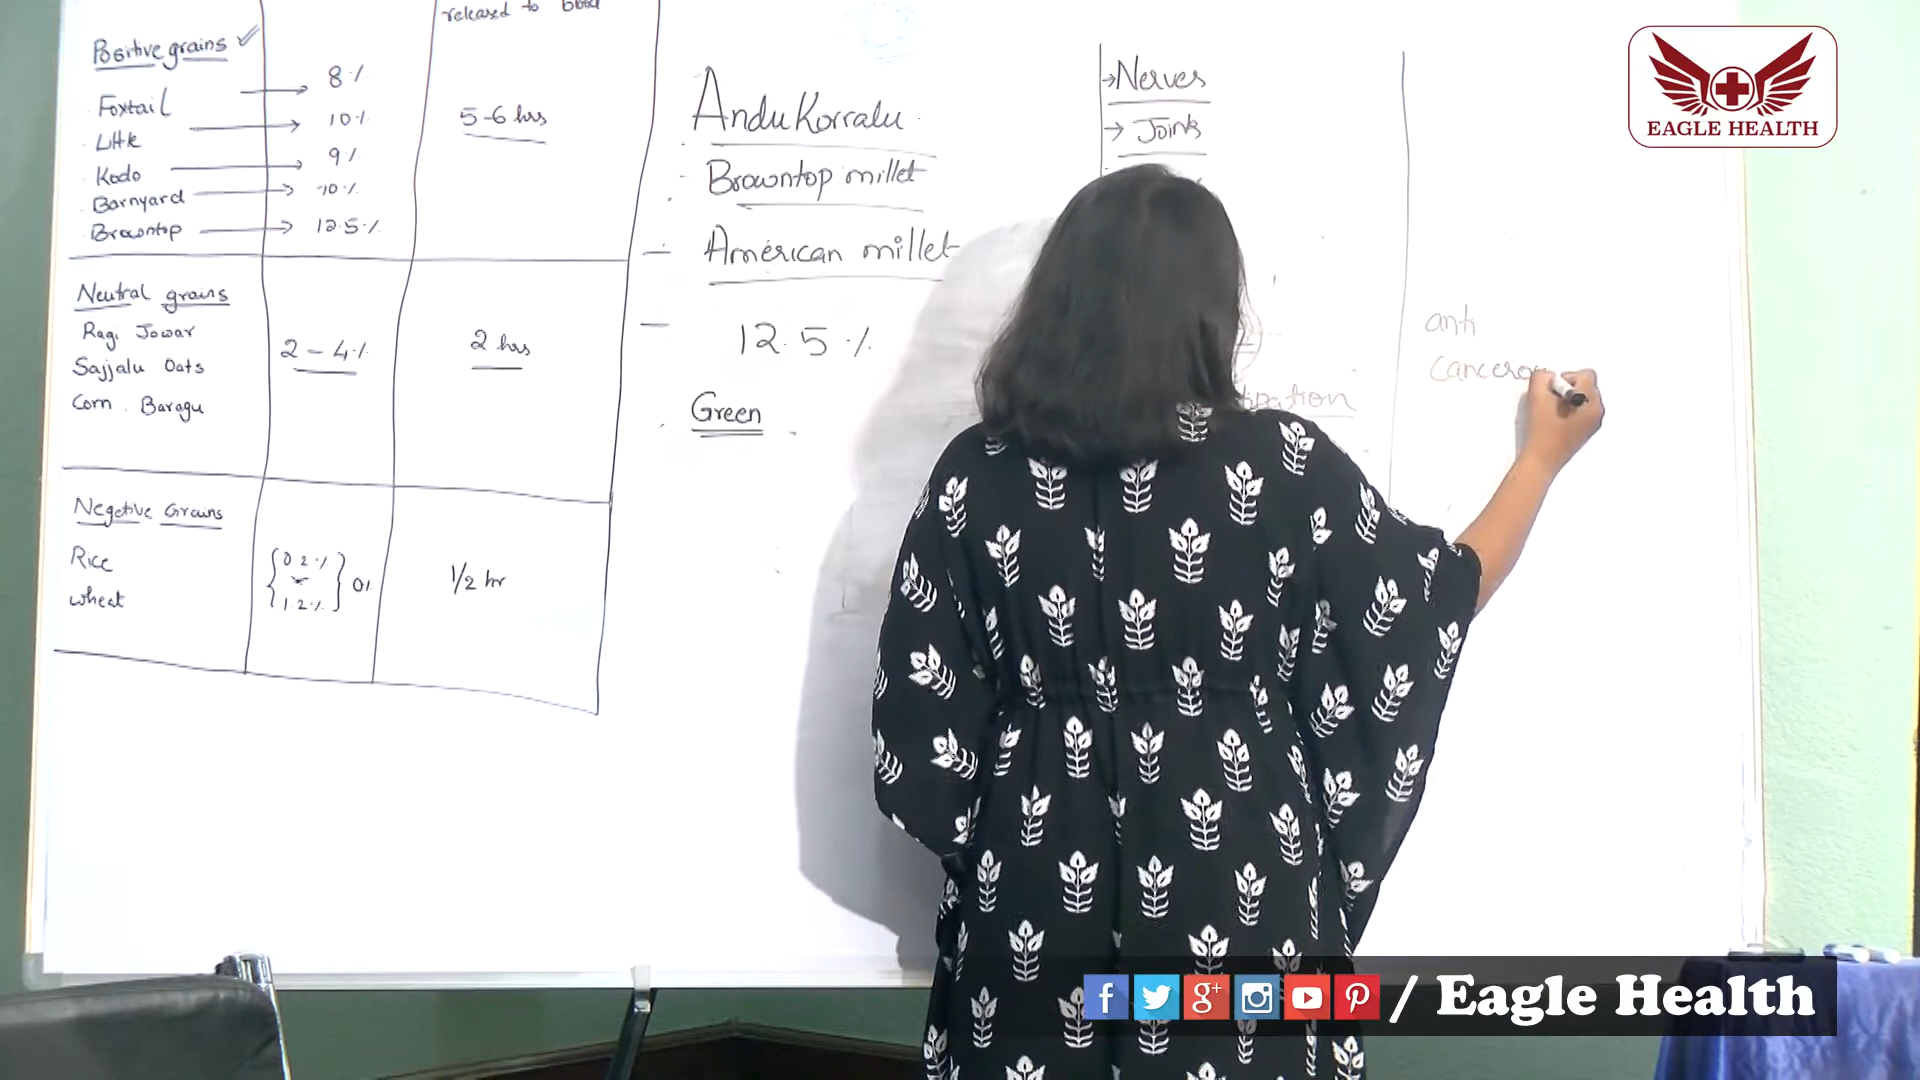 released to blood
Positive grains ✓
Foxtail → 8%
Little → 10%
Kodo → 9%
Barnyard → 10%
Browntop → 12.5%
5-6 hrs
Neutral grains
Ragi Jowar
Sajjalu Oats
Corn . Baragu
2 - 4%
2 hrs
Negetive Grains
Rice
wheat
0.2%
1.2%
1/2 hr
Andu Korralu
Browntop millet
American millet
12.5%
Green
→ Nerves
→ Joints
anti
EAGLE HEALTH
/ Eagle Health